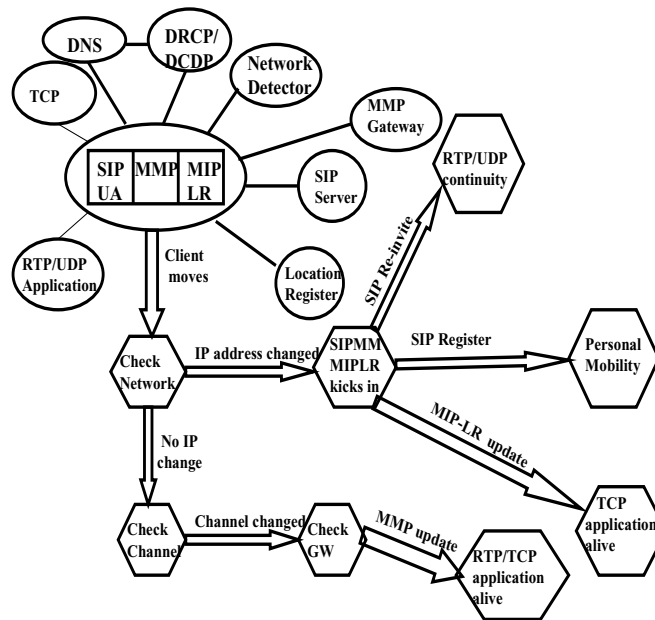 DNS
DRCP/
DCDP
Network
Detector
TCP
MMP
Gateway
RTP/UDP
continuity
SIP
UA
MMP
MIP
LR
SIP
Server
RTP/UDP
Application
Client
moves
Location
Register
SIP Re-invite
Check
Network
IP address changed
SIPMM
MIPLR
kicks in
SIP Register
Personal
Mobility
MIP-LR update
No IP
change
Check
Channel
Channel changed
Check
GW
MMP update
RTP/TCP
application
alive
TCP
application
alive